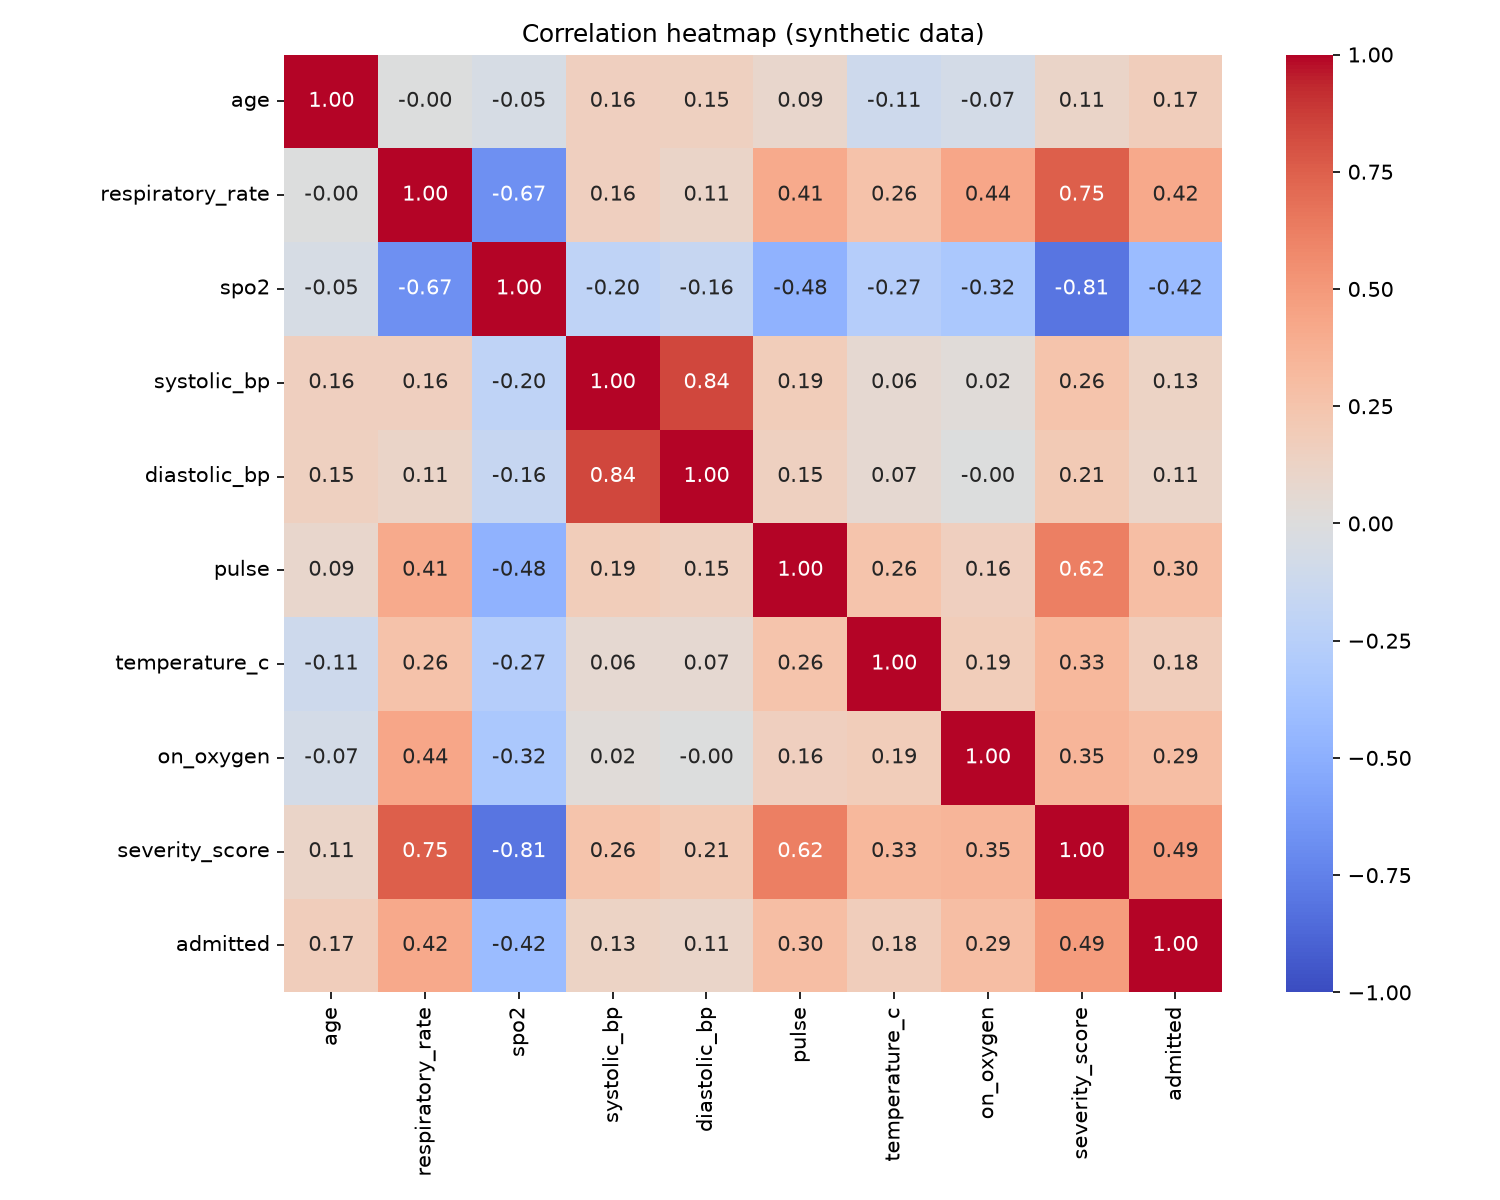 Correlation heatmap (synthetic data)
age 1.00 -0.00 -0.05 0.16 0.15 0.09 -0.11 -0.07 0.11 0.17
respiratory_rate -0.00 1.00 -0.67 0.16 0.11 0.41 0.26 0.44 0.75 0.42
spo2 -0.05 -0.67 1.00 -0.20 -0.16 -0.48 -0.27 -0.32 -0.81 -0.42
systolic_bp 0.16 0.16 -0.20 1.00 0.84 0.19 0.06 0.02 0.26 0.13
diastolic_bp 0.15 0.11 -0.16 0.84 1.00 0.15 0.07 -0.00 0.21 0.11
pulse 0.09 0.41 -0.48 0.19 0.15 1.00 0.26 0.16 0.62 0.30
temperature_c -0.11 0.26 -0.27 0.06 0.07 0.26 1.00 0.19 0.33 0.18
on_oxygen -0.07 0.44 -0.32 0.02 -0.00 0.16 0.19 1.00 0.35 0.29
severity_score 0.11 0.75 -0.81 0.26 0.21 0.62 0.33 0.35 1.00 0.49
admitted 0.17 0.42 -0.42 0.13 0.11 0.30 0.18 0.29 0.49 1.00
age
respiratory_rate
spo2
systolic_bp
diastolic_bp
pulse
temperature_c
on_oxygen
severity_score
admitted
1.00
0.75
0.50
0.25
0.00
−0.25
−0.50
−0.75
−1.00